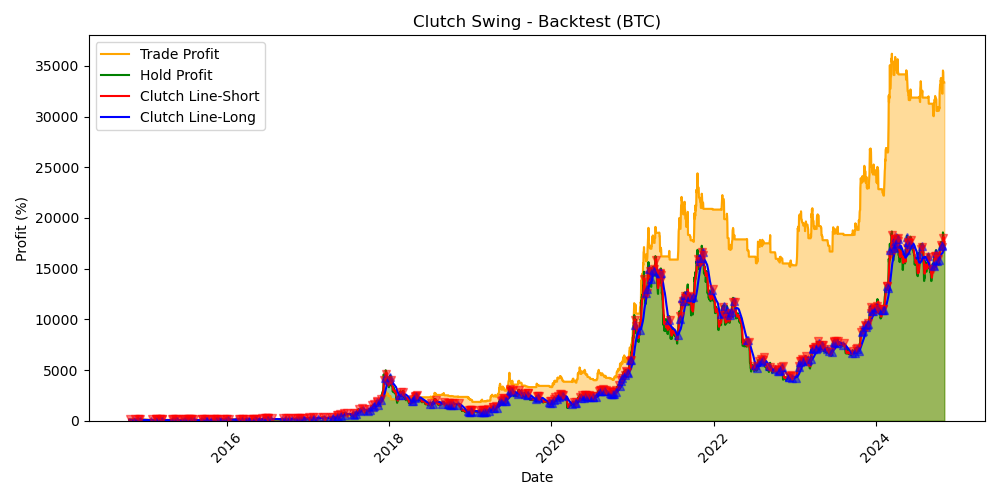 Clutch Swing - Backtest (BTC)
Trade Profit
Hold Profit
Clutch Line-Short
Clutch Line-Long
Profit (%)
35000
30000
25000
20000
15000
10000
5000
0
2016
2018
2020
2022
2024
Date